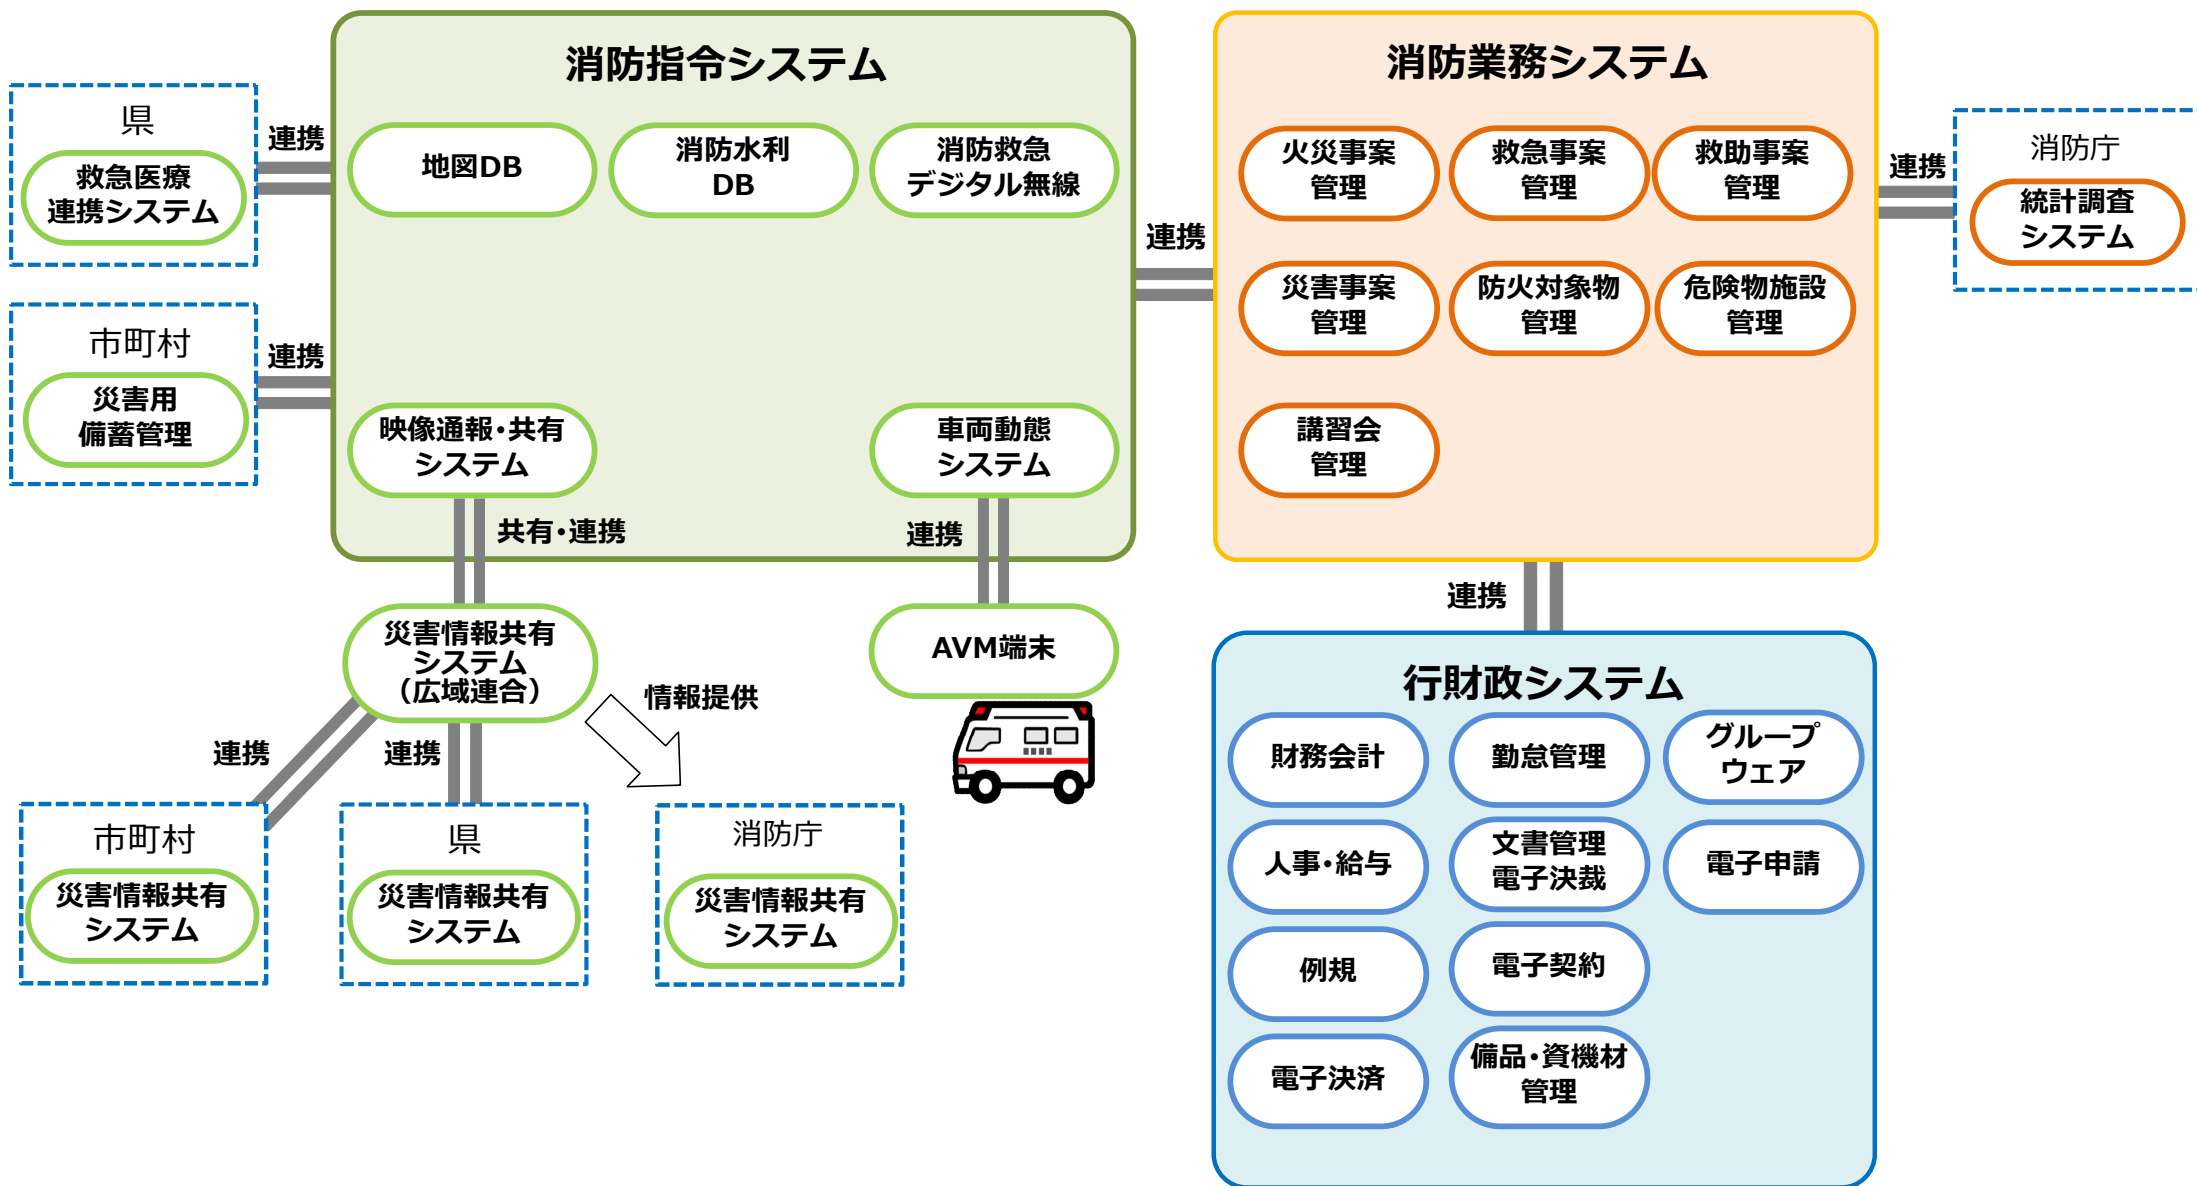 消防指令システム
県
救急医療
連携システム
連携
市町村
災害用
備蓄管理
連携
地図DB
消防水利
DB
消防救急
デジタル無線
映像通報・共有
システム
車両動態
システム
共有・連携
連携
連携
消防業務システム
火災事案
管理
救急事案
管理
救助事案
管理
災害事案
管理
防火対象物
管理
危険物施設
管理
講習会
管理
連携
消防庁
統計調査
システム
災害情報共有
システム
（広域連合）
情報提供
AVM端末
連携
連携
市町村
災害情報共有
システム
県
災害情報共有
システム
消防庁
災害情報共有
システム
連携
行財政システム
財務会計
勤怠管理
グループ
ウェア
人事・給与
文書管理
電子決裁
電子申請
例規
電子契約
電子決済
備品・資機材
管理